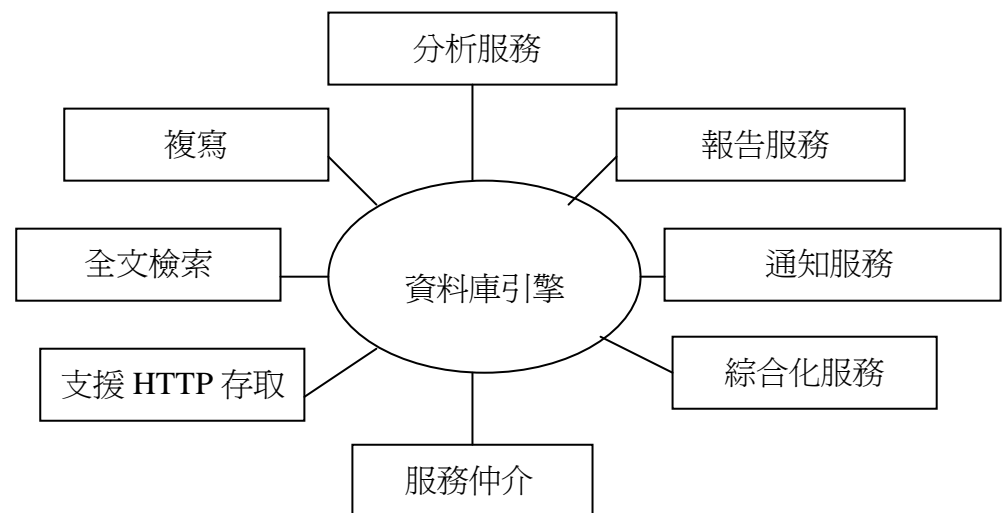 分析服務
複寫
報告服務
全文檢索
資料庫引擎
通知服務
支援 HTTP 存取
綜合化服務
服務仲介